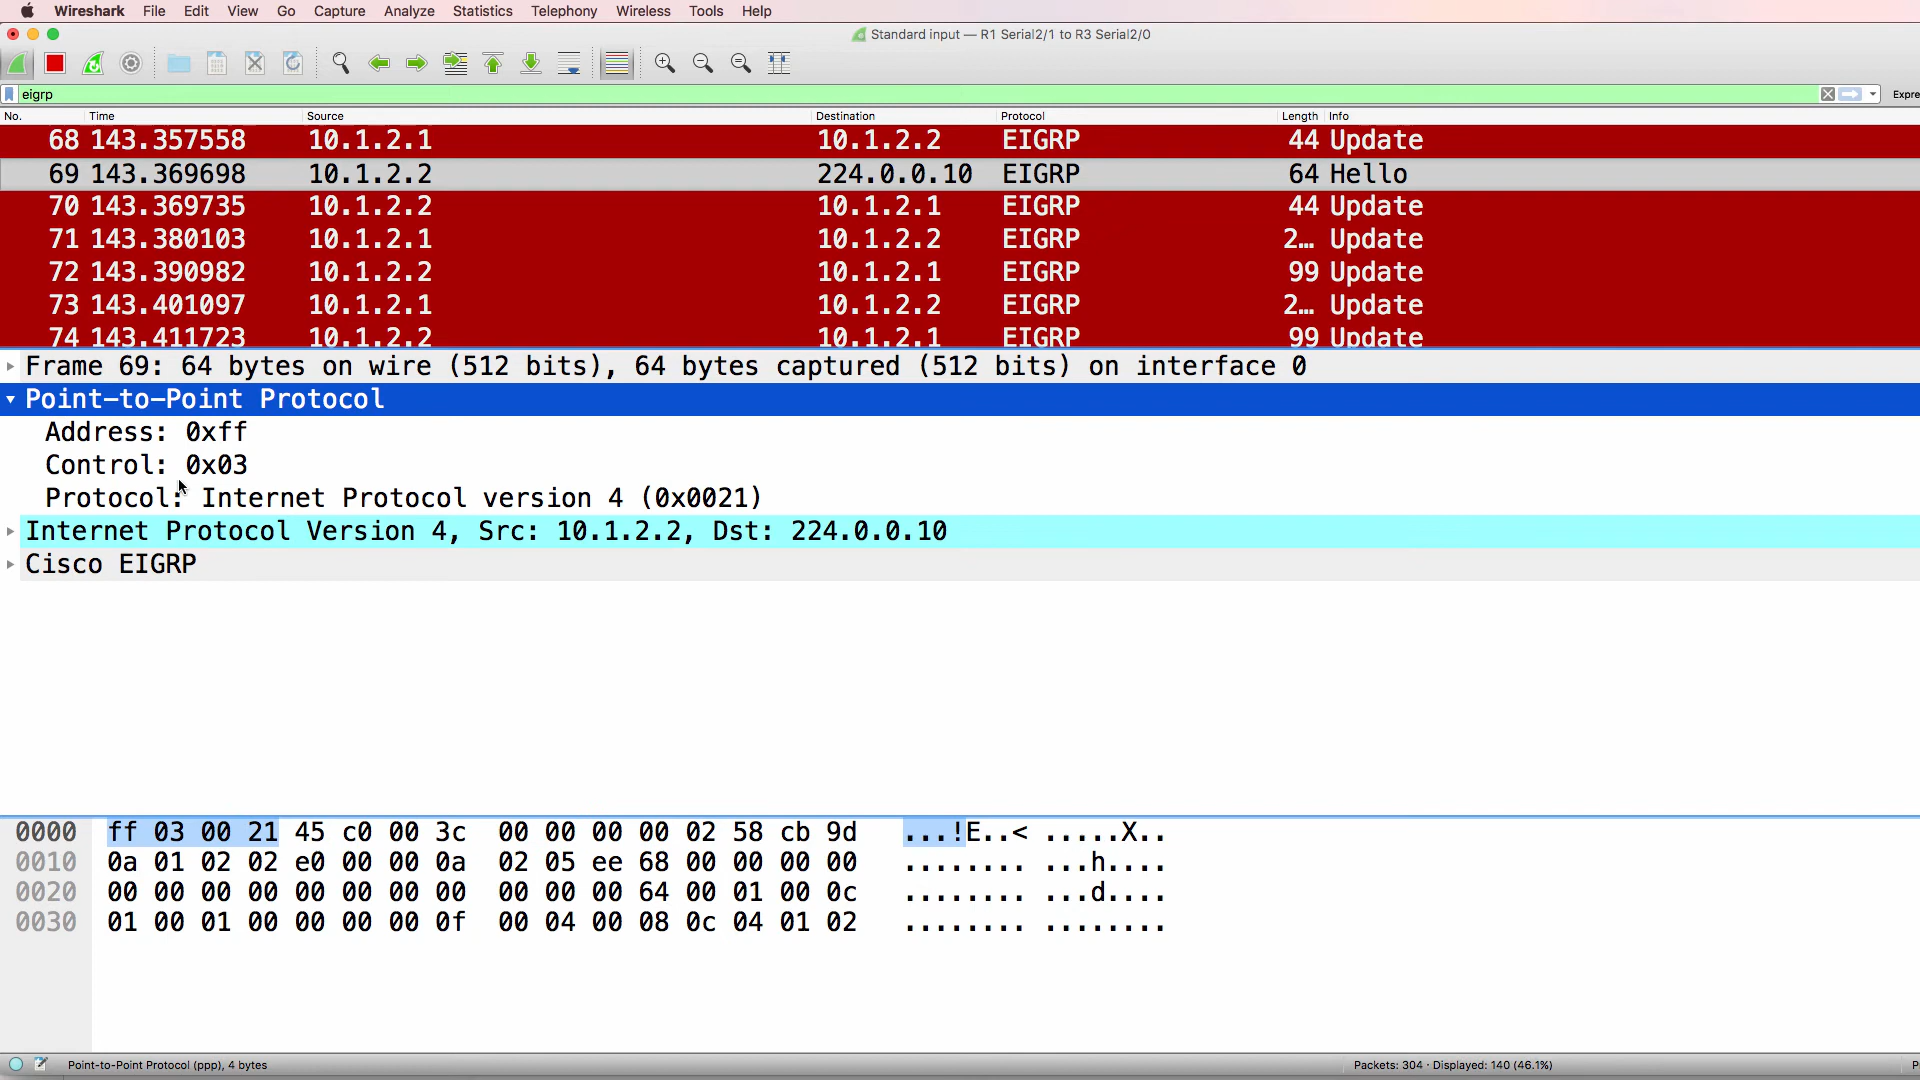 Wireshark File Edit View Go Capture Analyze Statistics Telephony Wireless Tools Help
Standard input — R1 Serial2/1 to R3 Serial2/0
eigrp Expre
No. Time Source Destination Protocol Length Info
68 143.357558 10.1.2.1 10.1.2.2 EIGRP 44 Update
69 143.369698 10.1.2.2 224.0.0.10 EIGRP 64 Hello
70 143.369735 10.1.2.2 10.1.2.1 EIGRP 44 Update
71 143.380103 10.1.2.1 10.1.2.2 EIGRP 2… Update
72 143.390982 10.1.2.2 10.1.2.1 EIGRP 99 Update
73 143.401097 10.1.2.1 10.1.2.2 EIGRP 2… Update
74 143.411723 10.1.2.2 10.1.2.1 EIGRP 99 Update
Frame 69: 64 bytes on wire (512 bits), 64 bytes captured (512 bits) on interface 0
Point-to-Point Protocol
Address: 0xff
Control: 0x03
Protocol: Internet Protocol version 4 (0x0021)
Internet Protocol Version 4, Src: 10.1.2.2, Dst: 224.0.0.10
Cisco EIGRP
0000 ff 03 00 21 45 c0 00 3c 00 00 00 00 02 58 cb 9d ...!E..< .....X..
0010 0a 01 02 02 e0 00 00 0a 02 05 ee 68 00 00 00 00 ........ ...h....
0020 00 00 00 00 00 00 00 00 00 00 00 64 00 01 00 0c ........ ...d....
0030 01 00 01 00 00 00 00 0f 00 04 00 08 0c 04 01 02 ........ ........
Point-to-Point Protocol (ppp), 4 bytes Packets: 304 · Displayed: 140 (46.1%) P